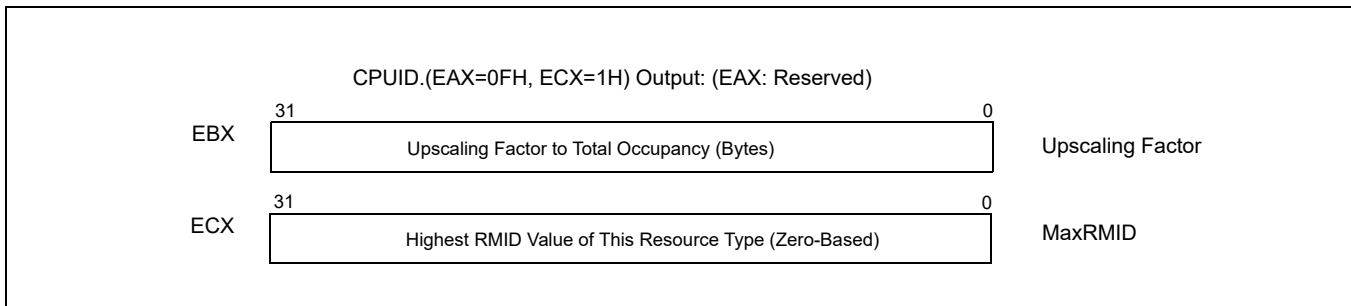 CPUID.(EAX=0FH, ECX=1H) Output: (EAX: Reserved)
31 0
EBX Upscaling Factor to Total Occupancy (Bytes) Upscaling Factor
31 0
ECX Highest RMID Value of This Resource Type (Zero-Based) MaxRMID